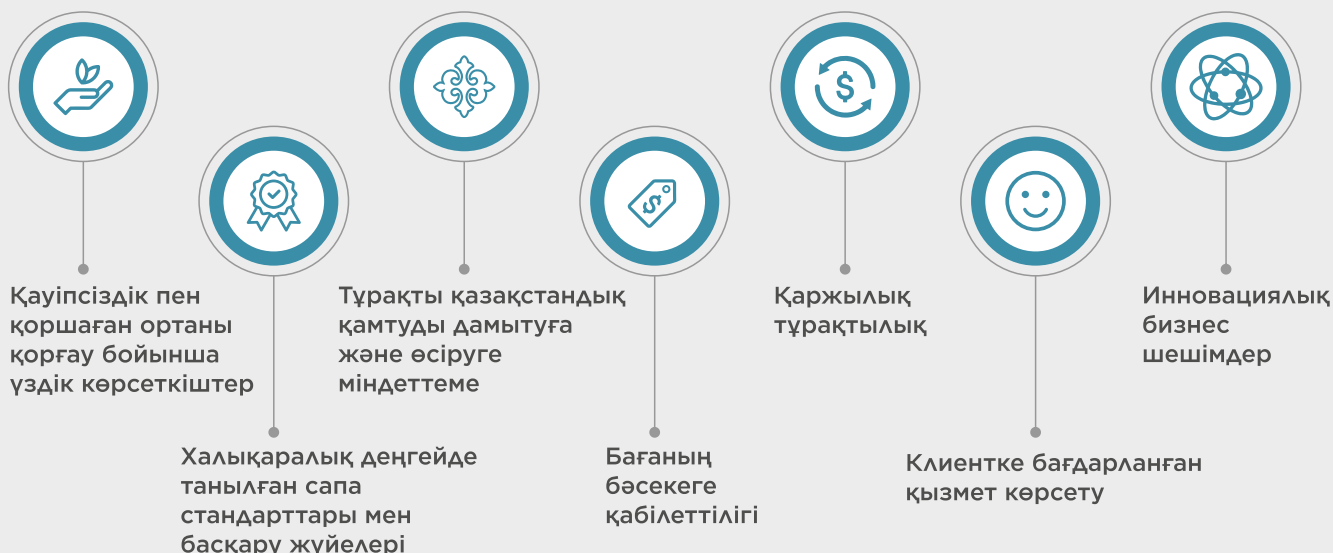 Қауіпсіздік пен
қоршаған ортаны
қорғау бойынша
үздік көрсеткіштер
Халықаралық деңгейде
танылған сапа
стандарттары мен
басқару жүйелері
Тұрақты қазақстандық
қамтуды дамытуға
және өсіруге
міндеттеме
Бағаның
бәсекеге
қабілеттілігі
Қаржылық
тұрақтылық
Клиентке бағдарланған
қызмет көрсету
Инновациялық
бизнес
шешімдер